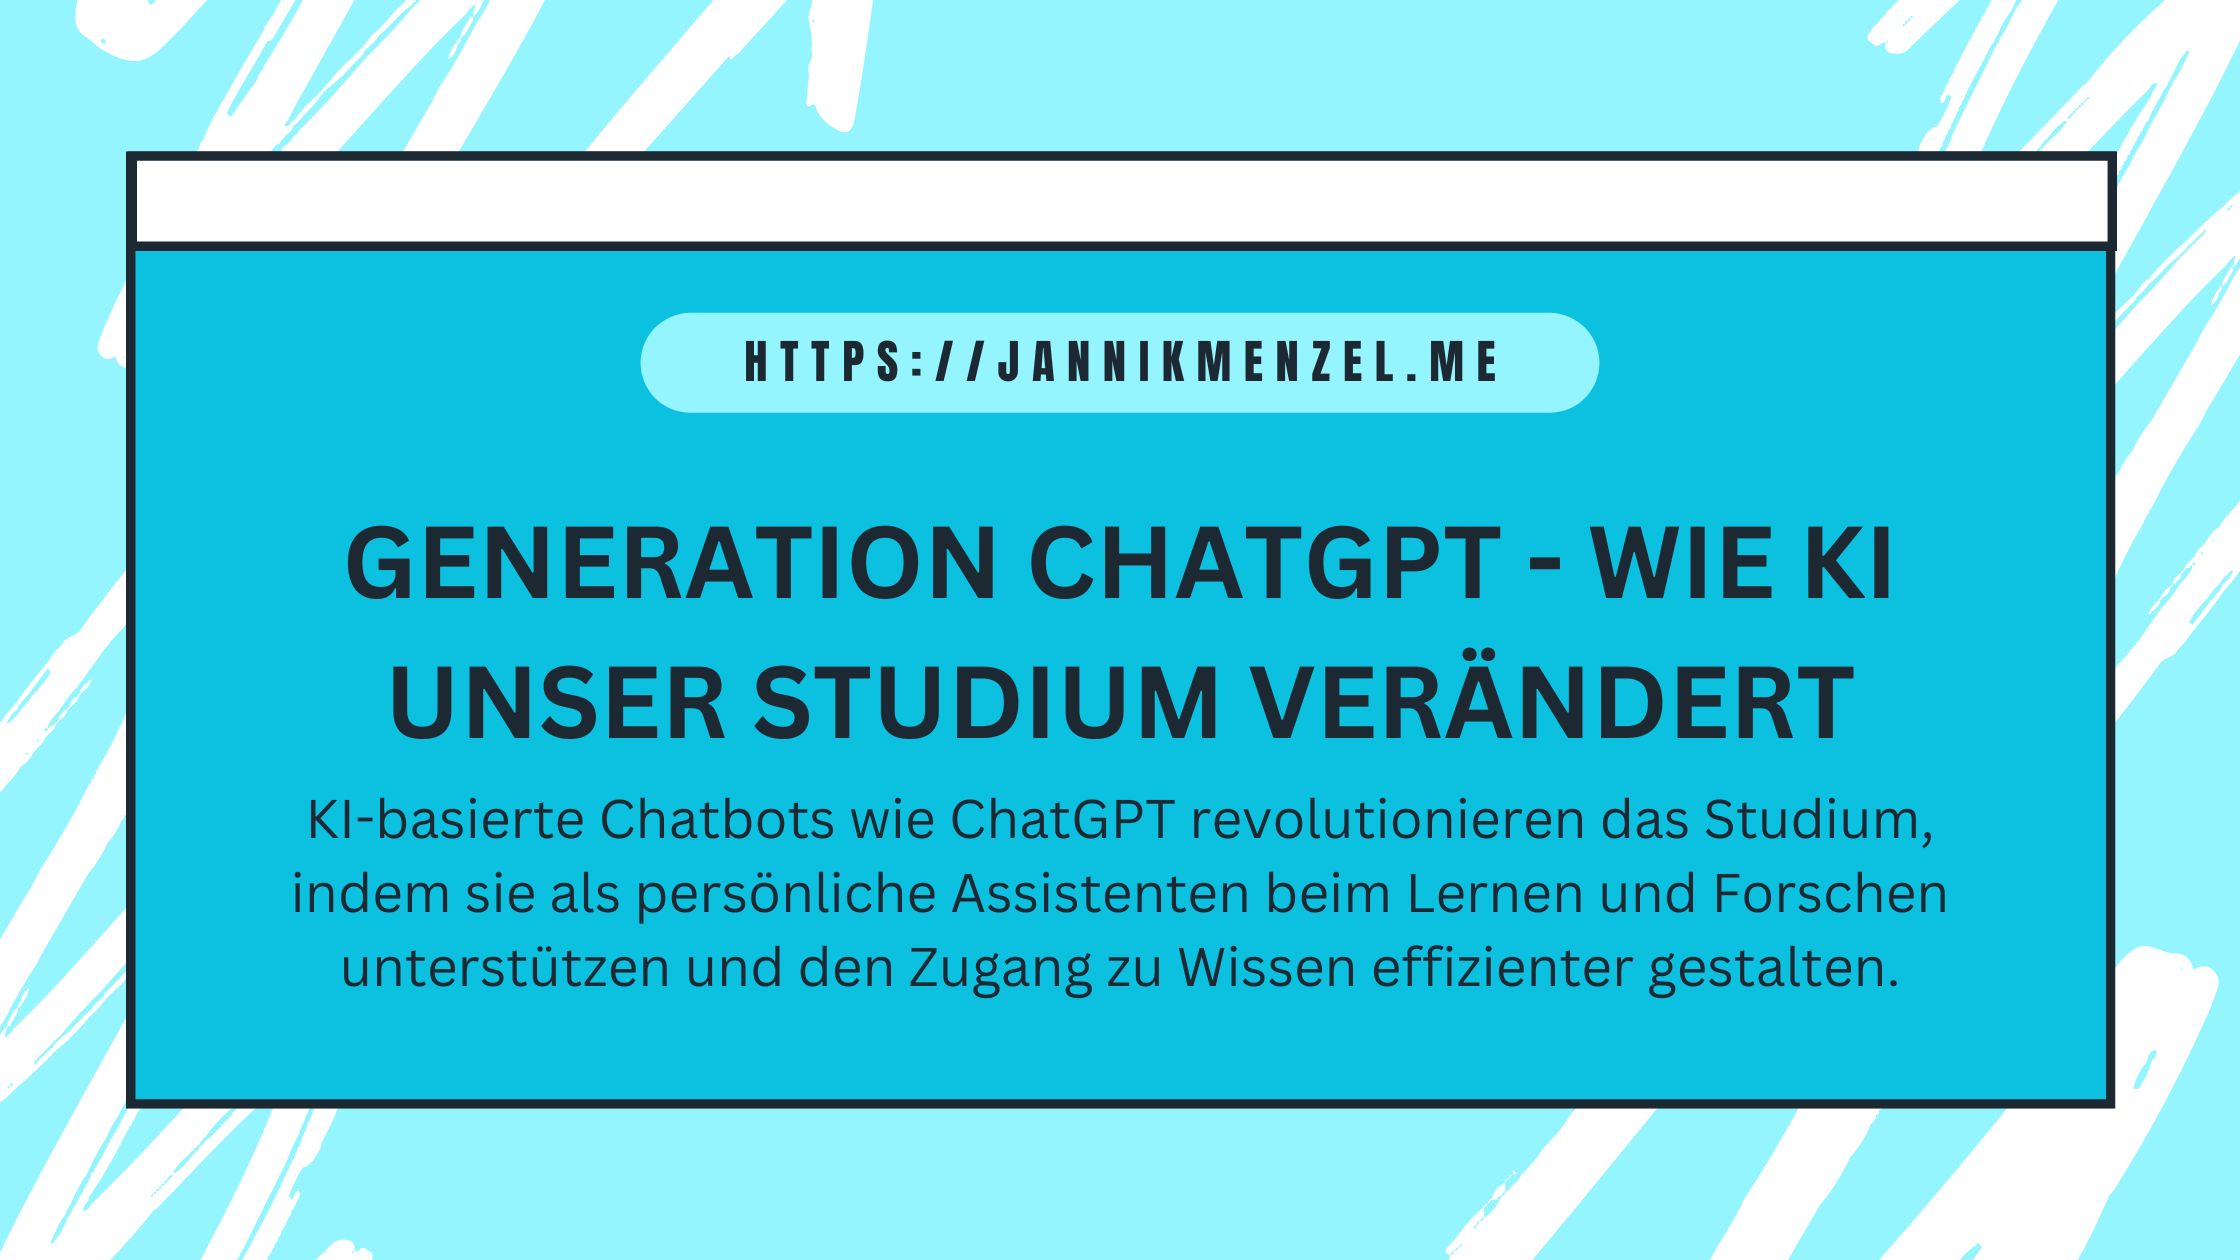 HTTPS://JANNIKMENZEL.ME
GENERATION CHATGPT - WIE KI
UNSER STUDIUM VERÄNDERT
KI-basierte Chatbots wie ChatGPT revolutionieren das Studium,
indem sie als persönliche Assistenten beim Lernen und Forschen
unterstützen und den Zugang zu Wissen effizienter gestalten.